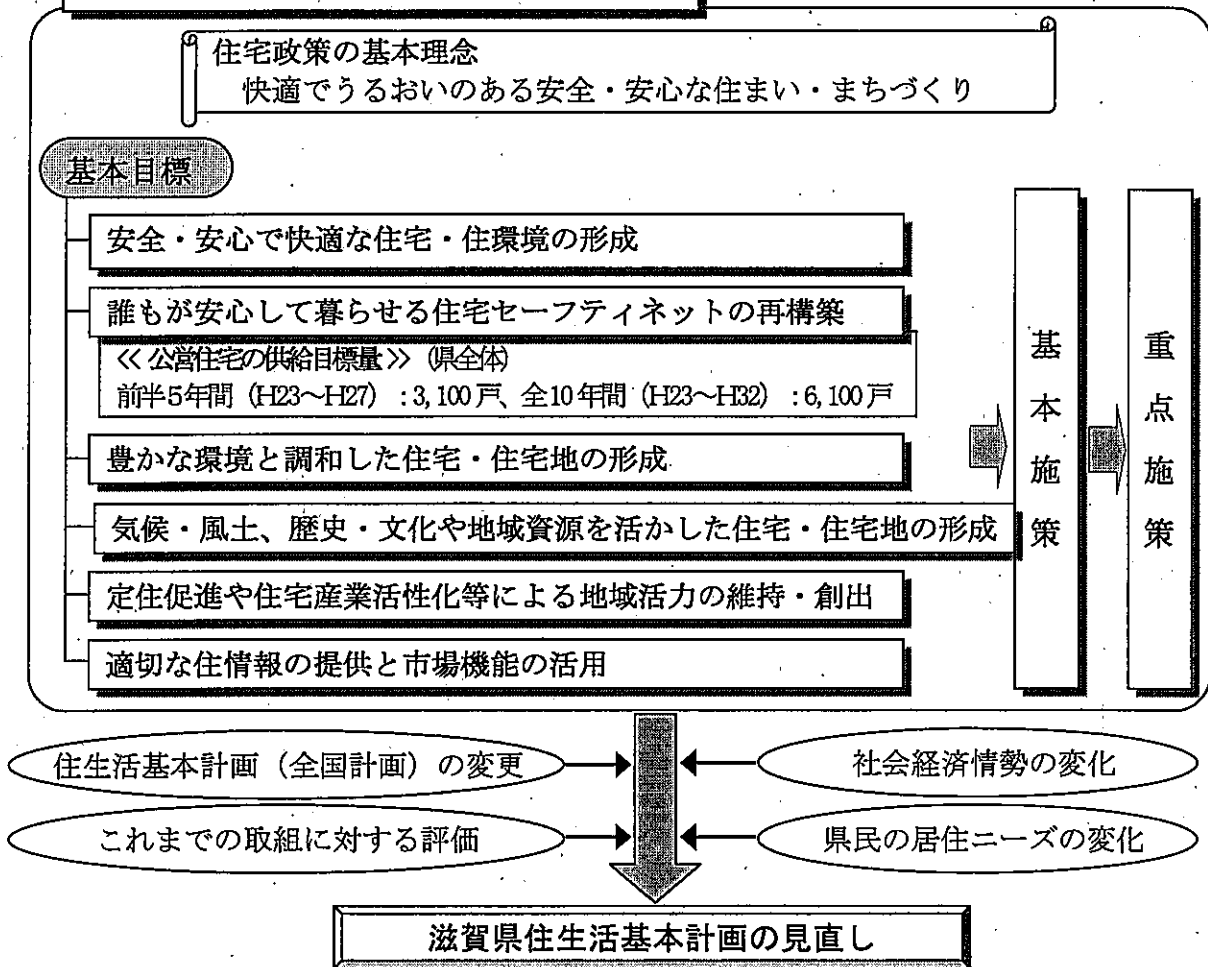 住宅政策の基本理念
快適でうるおいのある安全・安心な住まい・まちづくり
基本目標
安全・安心で快適な住宅・住環境の形成
誰もが安心して暮らせる住宅セーフティネットの再構築
≪公営住宅の供給目標量≫(県全体)
前半5年間(H23~H27):3,100戸、全10年間(H23~H32):6,100戸
豊かな環境と調和した住宅・住宅地の形成
気候・風土、歴史・文化や地域資源を活かした住宅・住宅地の形成
定住促進や住宅産業活性化等による地域活力の維持・創出
適切な住情報の提供と市場機能の活用
基本施策
重点施策
住生活基本計画(全国計画)の変更
社会経済情勢の変化
これまでの取組に対する評価
県民の居住ニーズの変化
滋賀県住生活基本計画の見直し